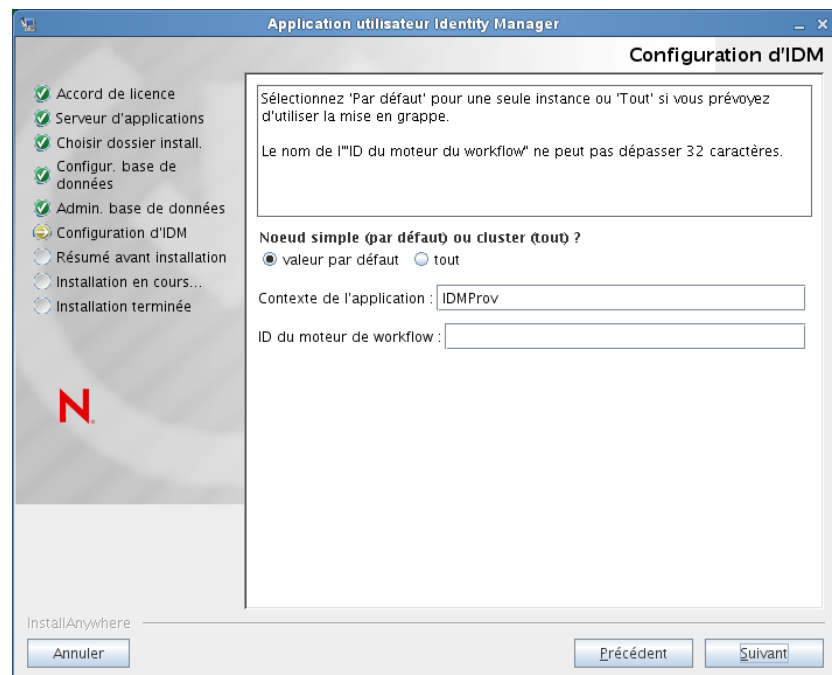 Application utilisateur Identity Manager
Configuration d'IDM
Accord de licence
Serveur d'applications
Choisir dossier install.
Configur. base de
données
Admin. base de données
Configuration d'IDM
Résumé avant installation
Installation en cours...
Installation terminée
N.
Sélectionnez 'Par défaut' pour une seule instance ou 'Tout' si vous prévoyez
d'utiliser la mise en grappe.
Le nom de l'"ID du moteur du workflow" ne peut pas dépasser 32 caractères.
Noeud simple (par défaut) ou cluster (tout) ?
valeur par défaut tout
Contexte de l'application : IDMProv
ID du moteur de workflow :
InstallAnywhere
Annuler Précédent Suivant